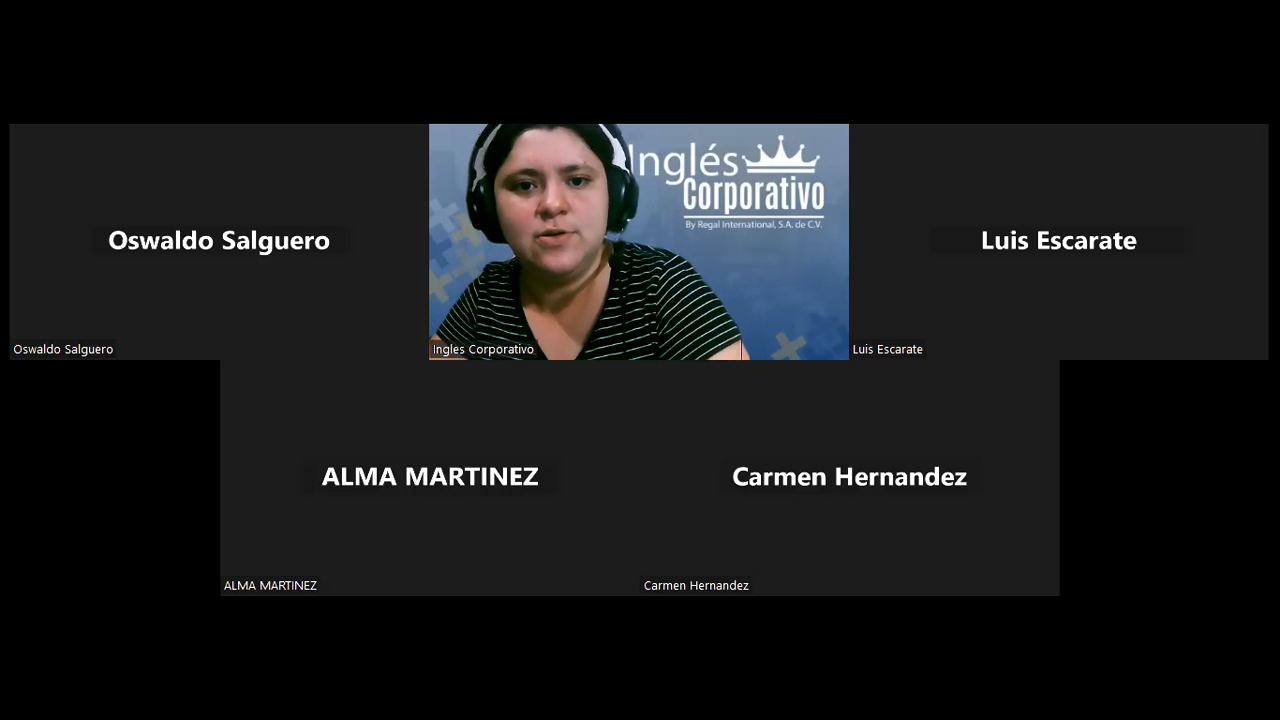 Oswaldo Salguero
Oswaldo Salguero
Inglés
Corporativo
By Regal International, S.A. de C.V.
Ingles Corporativo
Luis Escarate
Luis Escarate
ALMA MARTINEZ
ALMA MARTINEZ
Carmen Hernandez
Carmen Hernandez